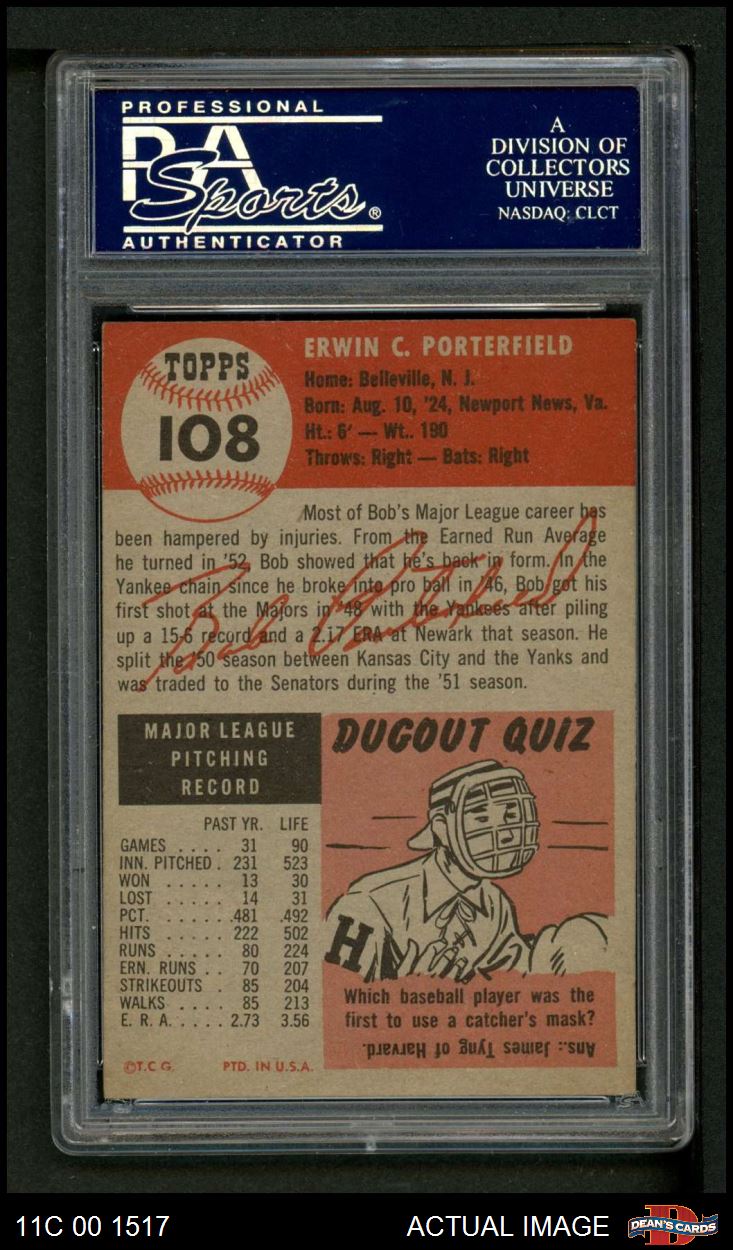 PROFESSIONAL
PSA
Sports®
AUTHENTICATOR
A
DIVISION OF
COLLECTORS
UNIVERSE
NASDAQ: CLCT
TOPPS
108
ERWIN C. PORTERFIELD
Home: Belleville, N. J.
Born: Aug. 10, '24, Newport News, Va.
Ht.: 6' — Wt.. 190
Throws: Right — Bats: Right
Most of Bob's Major League career has
been hampered by injuries. From the Earned Run Average
he turned in '52, Bob showed that he's back in form. In the
Yankee chain since he broke into pro ball in '46, Bob got his
first shot at the Majors in '48 with the Yankees after piling
up a 15-6 record and a 2.17 ERA at Newark that season. He
split the '50 season between Kansas City and the Yanks and
was traded to the Senators during the '51 season.
Bob Porterfield
MAJOR LEAGUE
PITCHING
RECORD
PAST YR. LIFE
GAMES . . . . 31 90
INN. PITCHED . 231 523
WON . . . . . 13 30
LOST . . . . . 14 31
PCT. . . . . . .481 .492
HITS . . . . . 222 502
RUNS . . . . . 80 224
ERN. RUNS . . 70 207
STRIKEOUTS . 85 204
WALKS . . . . 85 213
E. R. A. . . . . 2.73 3.56
©T.C.G. PTD. IN U.S.A.
DUGOUT QUIZ
H
Which baseball player was the
first to use a catcher's mask?
Ans.: James Tyng of Harvard.
11C 00 1517
ACTUAL IMAGE
D
DEAN'S CARDS